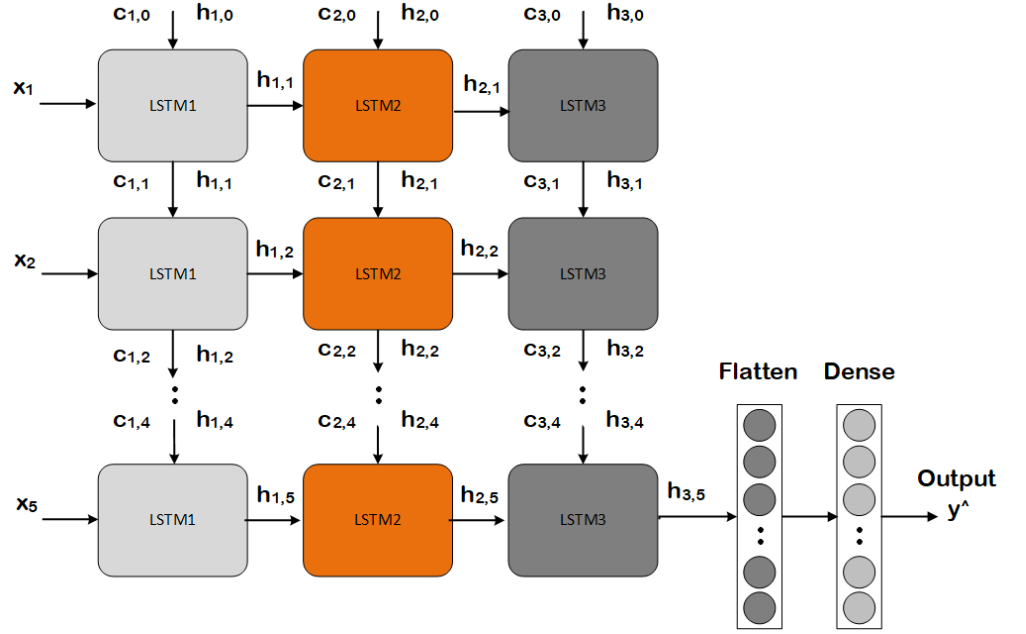 c1,0 h1,0 c2,0 h2,0 c3,0 h3,0
x1 LSTM1 h1,1 LSTM2 h2,1 LSTM3
c1,1 h1,1 c2,1 h2,1 c3,1 h3,1
x2 LSTM1 h1,2 LSTM2 h2,2 LSTM3
c1,2 h1,2 c2,2 h2,2 c3,2 h3,2
Flatten Dense
c1,4 h1,4 c2,4 h2,4 c3,4 h3,4
x5 LSTM1 h1,5 LSTM2 h2,5 LSTM3 h3,5
Output
y^